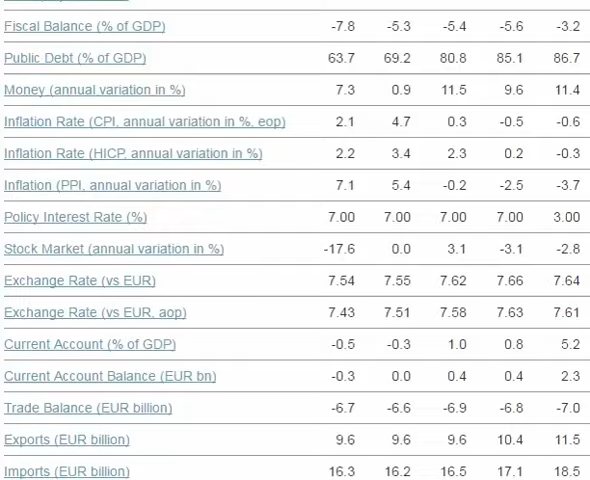 Fiscal Balance (% of GDP) -7.8 -5.3 -5.4 -5.6 -3.2
Public Debt (% of GDP) 63.7 69.2 80.8 85.1 86.7
Money (annual variation in %) 7.3 0.9 11.5 9.6 11.4
Inflation Rate (CPI, annual variation in %, eop) 2.1 4.7 0.3 -0.5 -0.6
Inflation Rate (HICP, annual variation in %) 2.2 3.4 2.3 0.2 -0.3
Inflation (PPI, annual variation in %) 7.1 5.4 -0.2 -2.5 -3.7
Policy Interest Rate (%) 7.00 7.00 7.00 7.00 3.00
Stock Market (annual variation in %) -17.6 0.0 3.1 -3.1 -2.8
Exchange Rate (vs EUR) 7.54 7.55 7.62 7.66 7.64
Exchange Rate (vs EUR, aop) 7.43 7.51 7.58 7.63 7.61
Current Account (% of GDP) -0.5 -0.3 1.0 0.8 5.2
Current Account Balance (EUR bn) -0.3 0.0 0.4 0.4 2.3
Trade Balance (EUR billion) -6.7 -6.6 -6.9 -6.8 -7.0
Exports (EUR billion) 9.6 9.6 9.6 10.4 11.5
Imports (EUR billion) 16.3 16.2 16.5 17.1 18.5